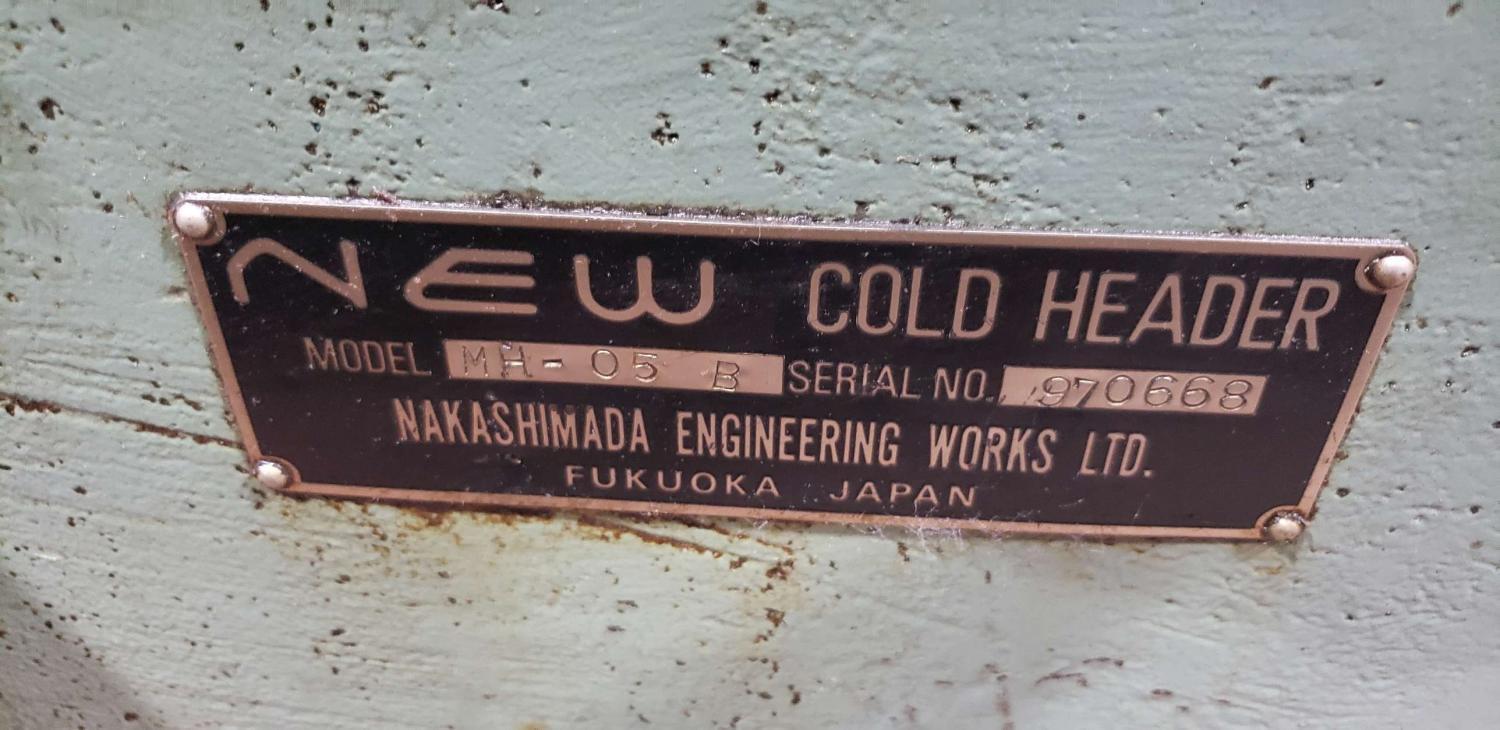 NEW COLD HEADER
MODEL MH-05 B SERIAL NO. 970668
NAKASHIMADA ENGINEERING WORKS LTD.
FUKUOKA JAPAN